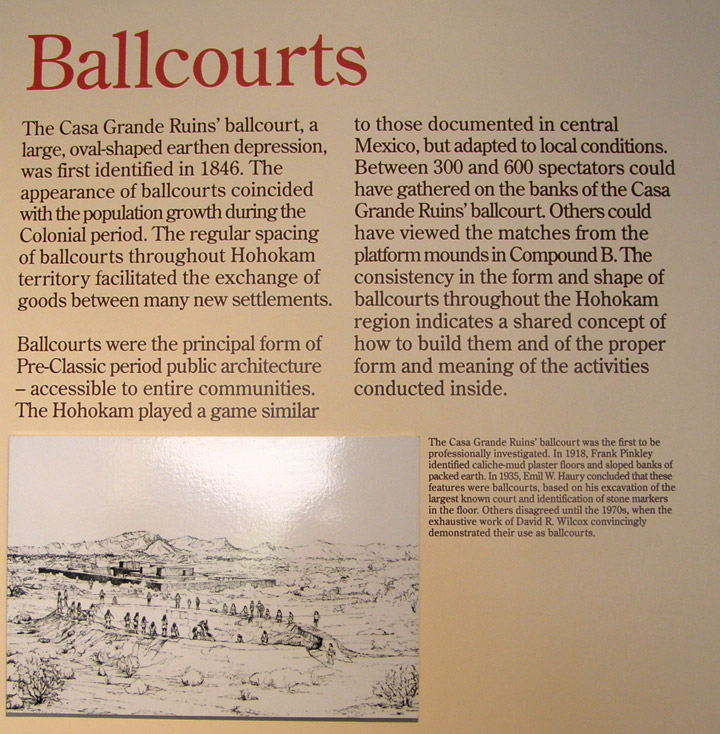 Ballcourts
The Casa Grande Ruins' ballcourt, a
large, oval-shaped earthen depression,
was first identified in 1846. The
appearance of ballcourts coincided
with the population growth during the
Colonial period. The regular spacing
of ballcourts throughout Hohokam
territory facilitated the exchange of
goods between many new settlements.
Ballcourts were the principal form of
Pre-Classic period public architecture
– accessible to entire communities.
The Hohokam played a game similar
to those documented in central
Mexico, but adapted to local conditions.
Between 300 and 600 spectators could
have gathered on the banks of the Casa
Grande Ruins' ballcourt. Others could
have viewed the matches from the
platform mounds in Compound B. The
consistency in the form and shape of
ballcourts throughout the Hohokam
region indicates a shared concept of
how to build them and of the proper
form and meaning of the activities
conducted inside.
The Casa Grande Ruins' ballcourt was the first to be
professionally investigated. In 1918, Frank Pinkley
identified caliche-mud plaster floors and sloped banks of
packed earth. In 1935, Emil W. Haury concluded that these
features were ballcourts, based on his excavation of the
largest known court and identification of stone markers
in the floor. Others disagreed until the 1970s, when the
exhaustive work of David R. Wilcox convincingly
demonstrated their use as ballcourts.